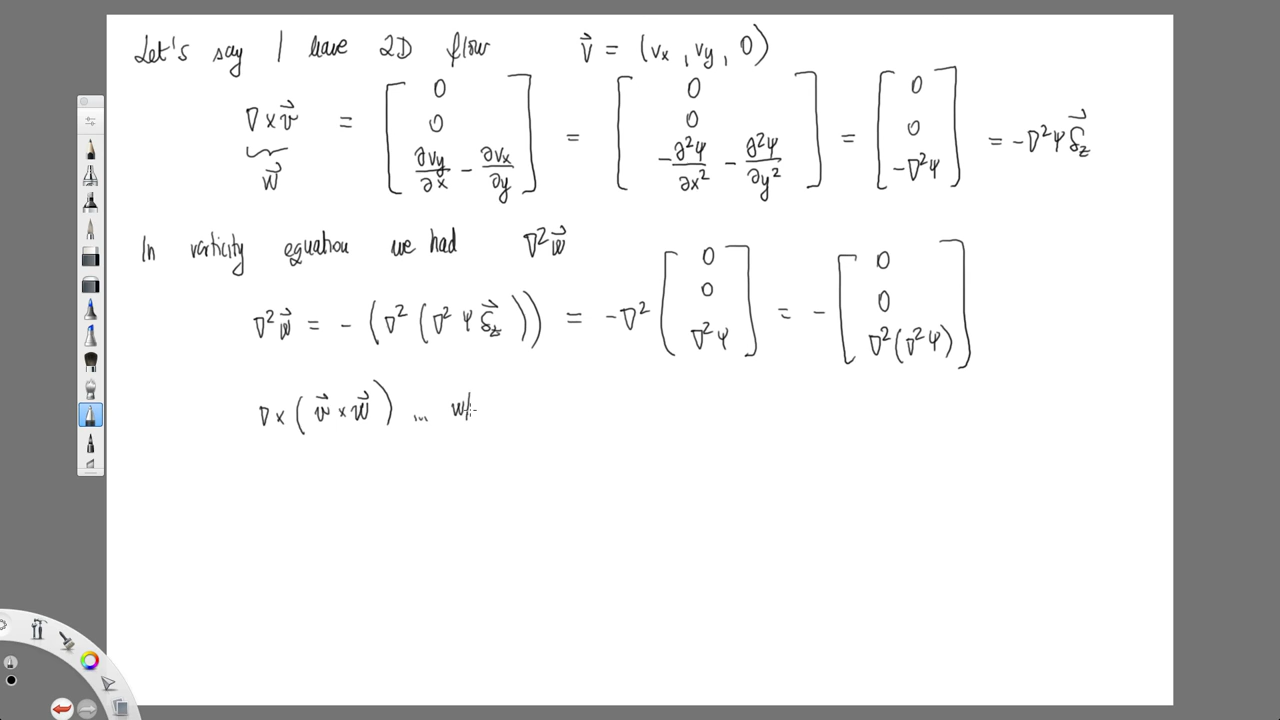 Let's say I have 2D flow v⃗ = (vx, vy, 0)
∇×v⃗ = [0; 0; ∂vy/∂x − ∂vx/∂y] = [0; 0; −∂²ψ/∂x² − ∂²ψ/∂y²] = [0; 0; −∇²ψ] = −∇²ψ δ⃗z
w⃗
In vorticity equation we had ∇²w⃗
∇²w⃗ = −(∇²(∇²ψ δ⃗z)) = −∇²[0; 0; ∇²ψ] = −[0; 0; ∇²(∇²ψ)]
∇×(v⃗ × w⃗) ... w/